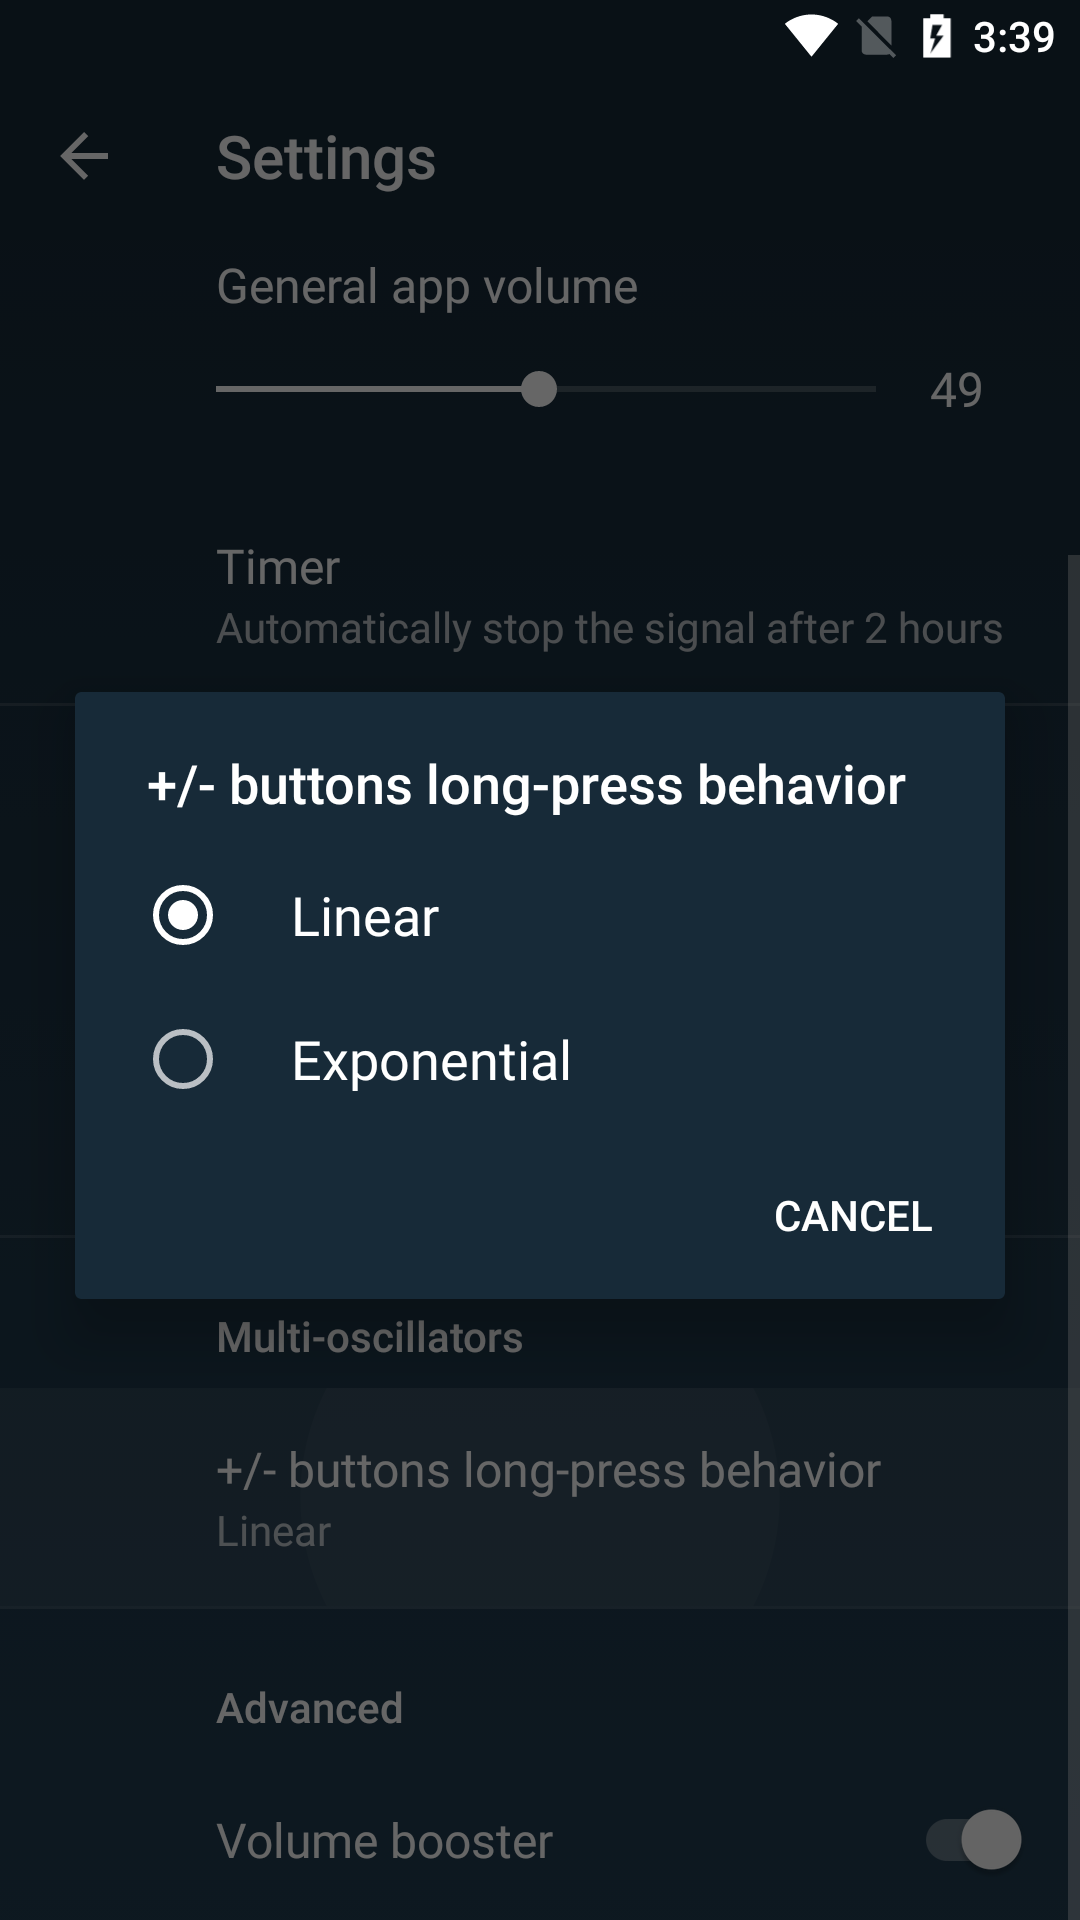 3:39
Settings
General app volume
49
Timer
Automatically stop the signal after 2 hours
+/- buttons long-press behavior
Linear
Exponential
CANCEL
Multi-oscillators
+/- buttons long-press behavior
Linear
Advanced
Volume booster